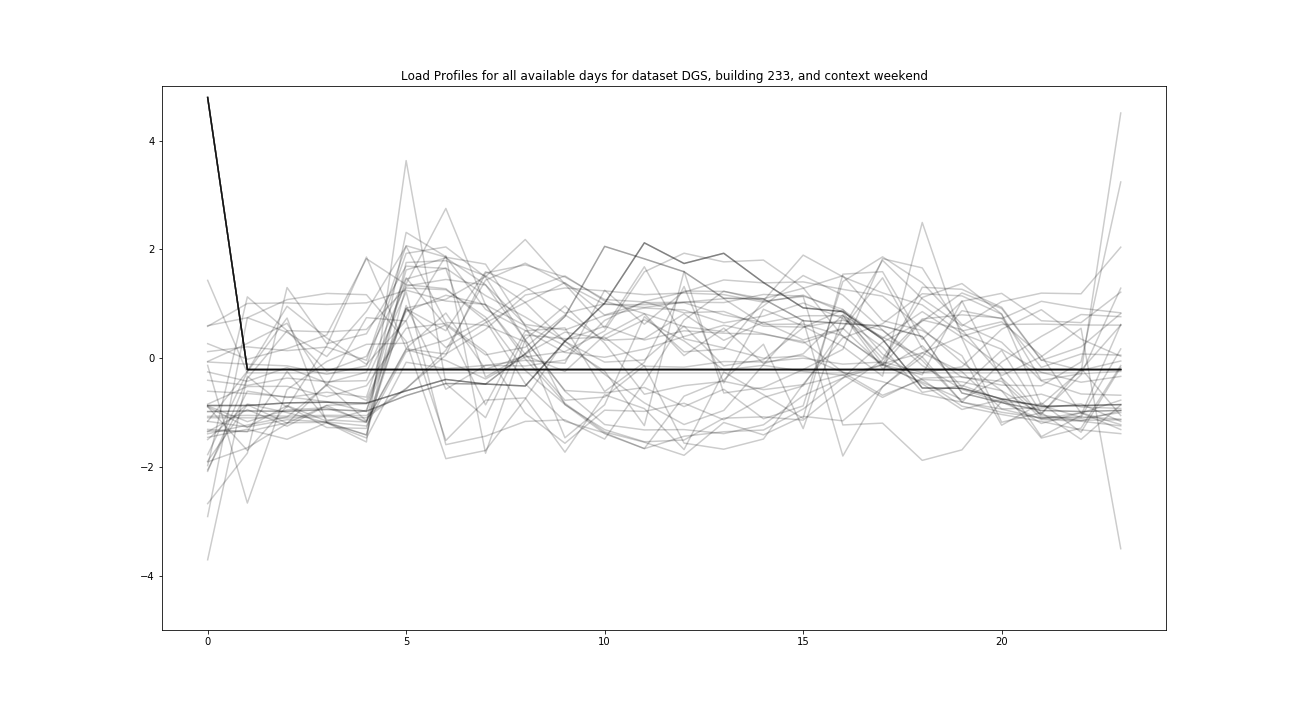 Load Profiles for all available days for dataset DGS, building 233, and context weekend
4
2
0
−2
−4
0 5 10 15 20